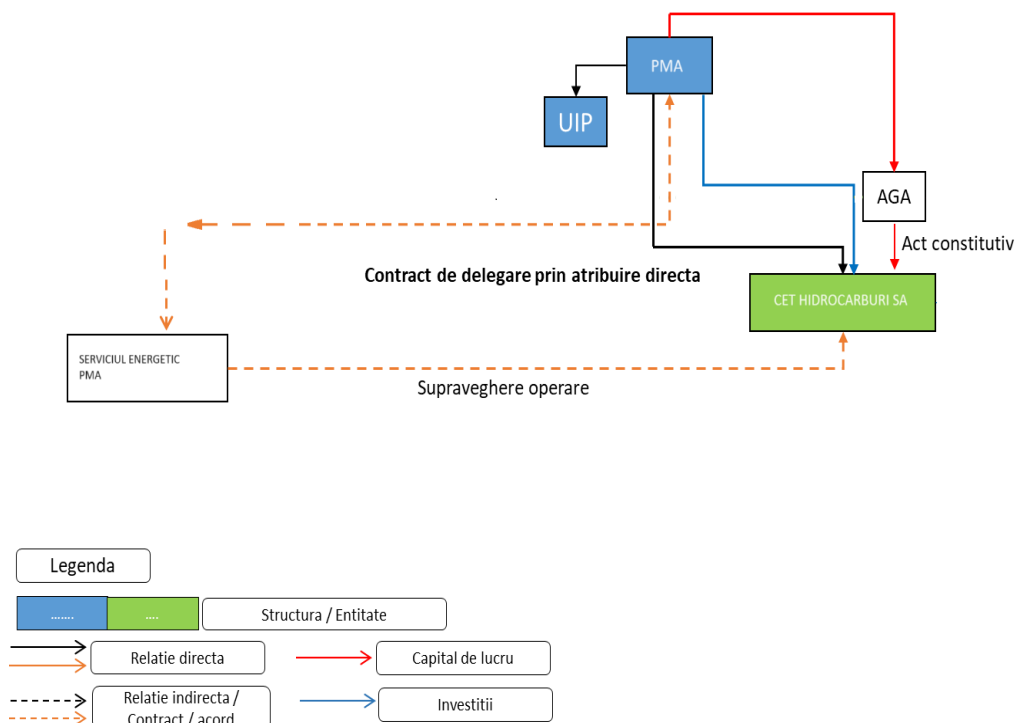 PMA
UIP
AGA
Act constitutiv
Contract de delegare prin atribuire directa
CET HIDROCARBURI SA
SERVICIUL ENERGETIC
PMA
Supraveghere operare
Legenda
.......
....
Structura / Entitate
Relatie directa
Capital de lucru
Relatie indirecta /
Contract / acord
Investitii